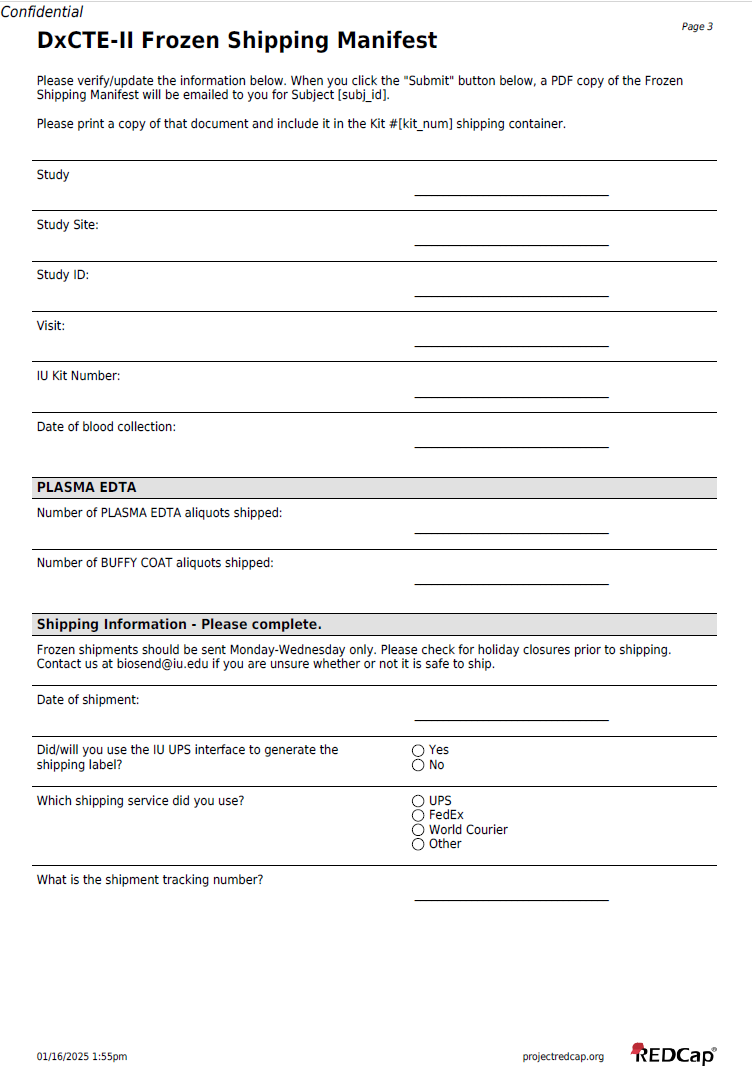 Confidential
Page 3
DxCTE-II Frozen Shipping Manifest
Please verify/update the information below. When you click the "Submit" button below, a PDF copy of the Frozen
Shipping Manifest will be emailed to you for Subject [subj_id].
Please print a copy of that document and include it in the Kit #[kit_num] shipping container.
Study
Study Site:
Study ID:
Visit:
IU Kit Number:
Date of blood collection:
PLASMA EDTA
Number of PLASMA EDTA aliquots shipped:
Number of BUFFY COAT aliquots shipped:
Shipping Information - Please complete.
Frozen shipments should be sent Monday-Wednesday only. Please check for holiday closures prior to shipping.
Contact us at biosend@iu.edu if you are unsure whether or not it is safe to ship.
Date of shipment:
Did/will you use the IU UPS interface to generate the
shipping label?
Yes
No
Which shipping service did you use?
UPS
FedEx
World Courier
Other
What is the shipment tracking number?
01/16/2025 1:55pm
projectredcap.org
REDCap®